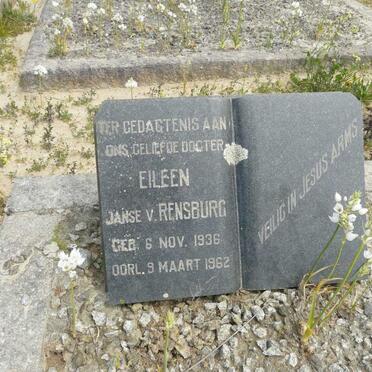 TER GEDAGTENIS AAN
ONS GELIEFDE DOGTER
EILEEN
JANSE V. RENSBURG
GEB. 6 NOV. 1936
OORL. 9 MAART 1962
VEILIG IN JESUS ARMS